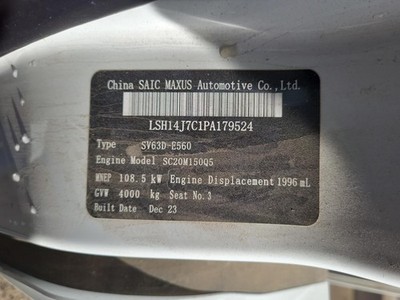 China SAIC MAXUS Automotive Co.,Ltd.
LSH14J7C1PA179524
Type SV63D-E560
Engine Model SC20M150Q5
MNEP 108.5 kW Engine Displacement 1996 mL
GVW 4000 kg Seat No. 3
Built Date Dec 23